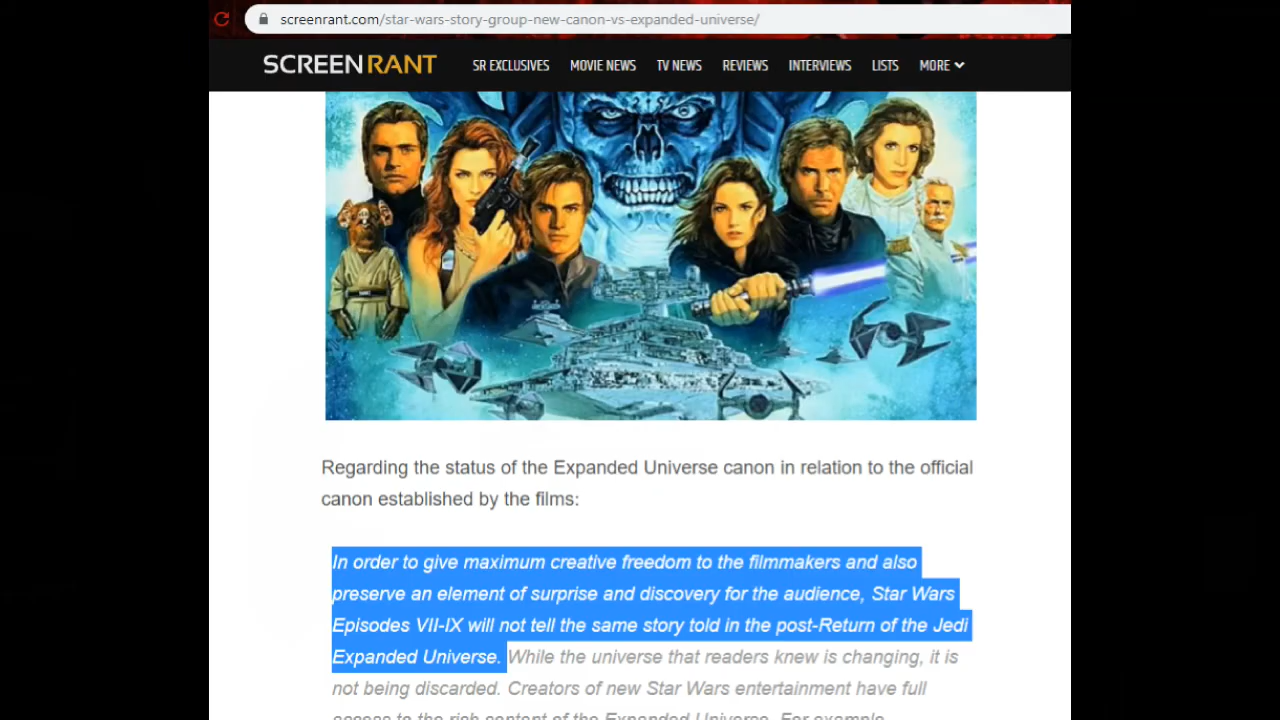 screenrant.com/star-wars-story-group-new-canon-vs-expanded-universe/
SCREENRANT SR EXCLUSIVES MOVIE NEWS TV NEWS REVIEWS INTERVIEWS LISTS MORE
Regarding the status of the Expanded Universe canon in relation to the official
canon established by the films:
In order to give maximum creative freedom to the filmmakers and also
preserve an element of surprise and discovery for the audience, Star Wars
Episodes VII-IX will not tell the same story told in the post-Return of the Jedi
Expanded Universe. While the universe that readers knew is changing, it is
not being discarded. Creators of new Star Wars entertainment have full
access to the rich content of the Expanded Universe. For example